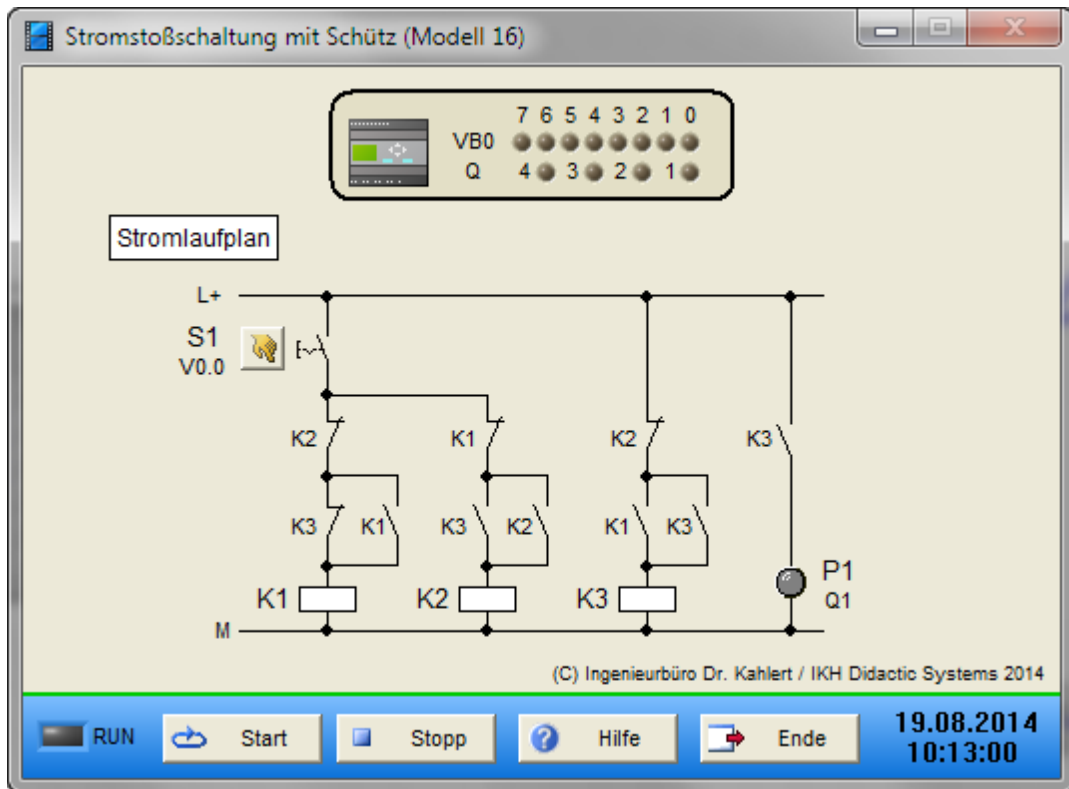 Stromstoßschaltung mit Schütz (Modell 16)
7 6 5 4 3 2 1 0
VB0
Q 4 3 2 1
Stromlaufplan
L+
S1
V0.0
K2 K1 K2 K3
K3 K1 K3 K2 K1 K3
K1 K2 K3 P1
Q1
M
(C) Ingenieurbüro Dr. Kahlert / IKH Didactic Systems 2014
RUN Start Stopp Hilfe Ende 19.08.2014
10:13:00